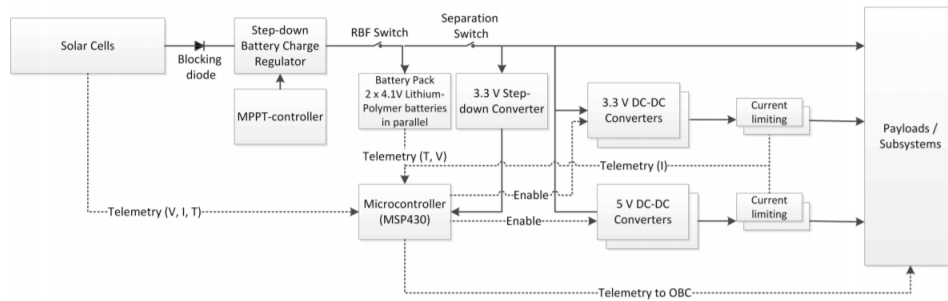 Separation
Switch
Solar Cells
Blocking
diode
Step-down
Battery Charge
Regulator
RBF Switch
MPPT-controller
Battery Pack
2 x 4.1V Lithium-
Polymer batteries
in parallel
3.3 V Step-
down Converter
3.3 V DC-DC
Converters
Current
limiting
Payloads /
Subsystems
Telemetry (T, V)
Telemetry (I)
Enable
Telemetry (V, I, T)
Microcontroller
(MSP430)
Enable
5 V DC-DC
Converters
Current
limiting
Telemetry to OBC